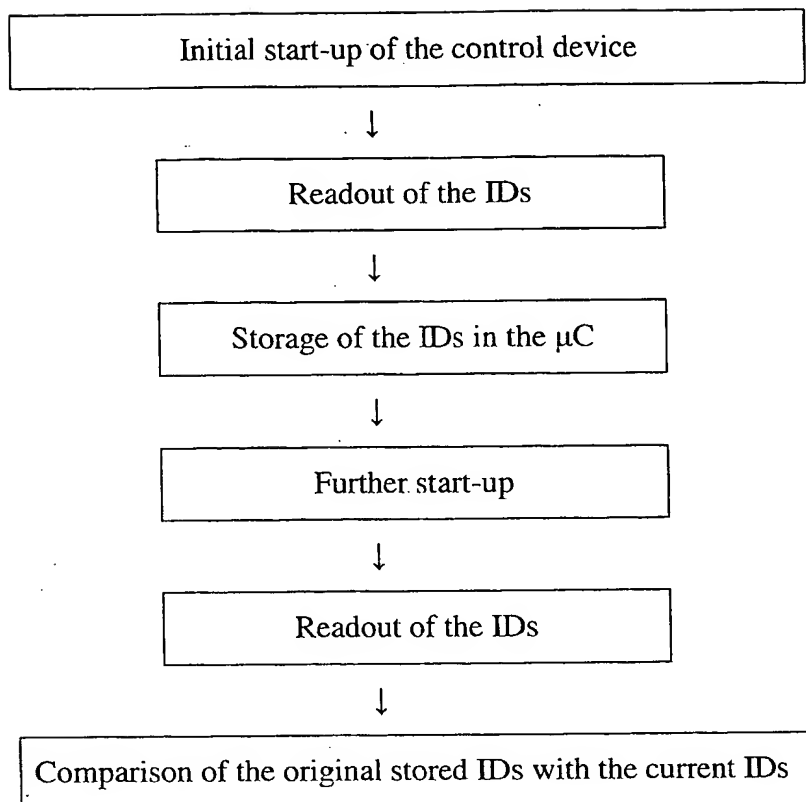 Initial start-up of the control device
↓
Readout of the IDs
↓
Storage of the IDs in the µC
↓
Further start-up
↓
Readout of the IDs
↓
Comparison of the original stored IDs with the current IDs